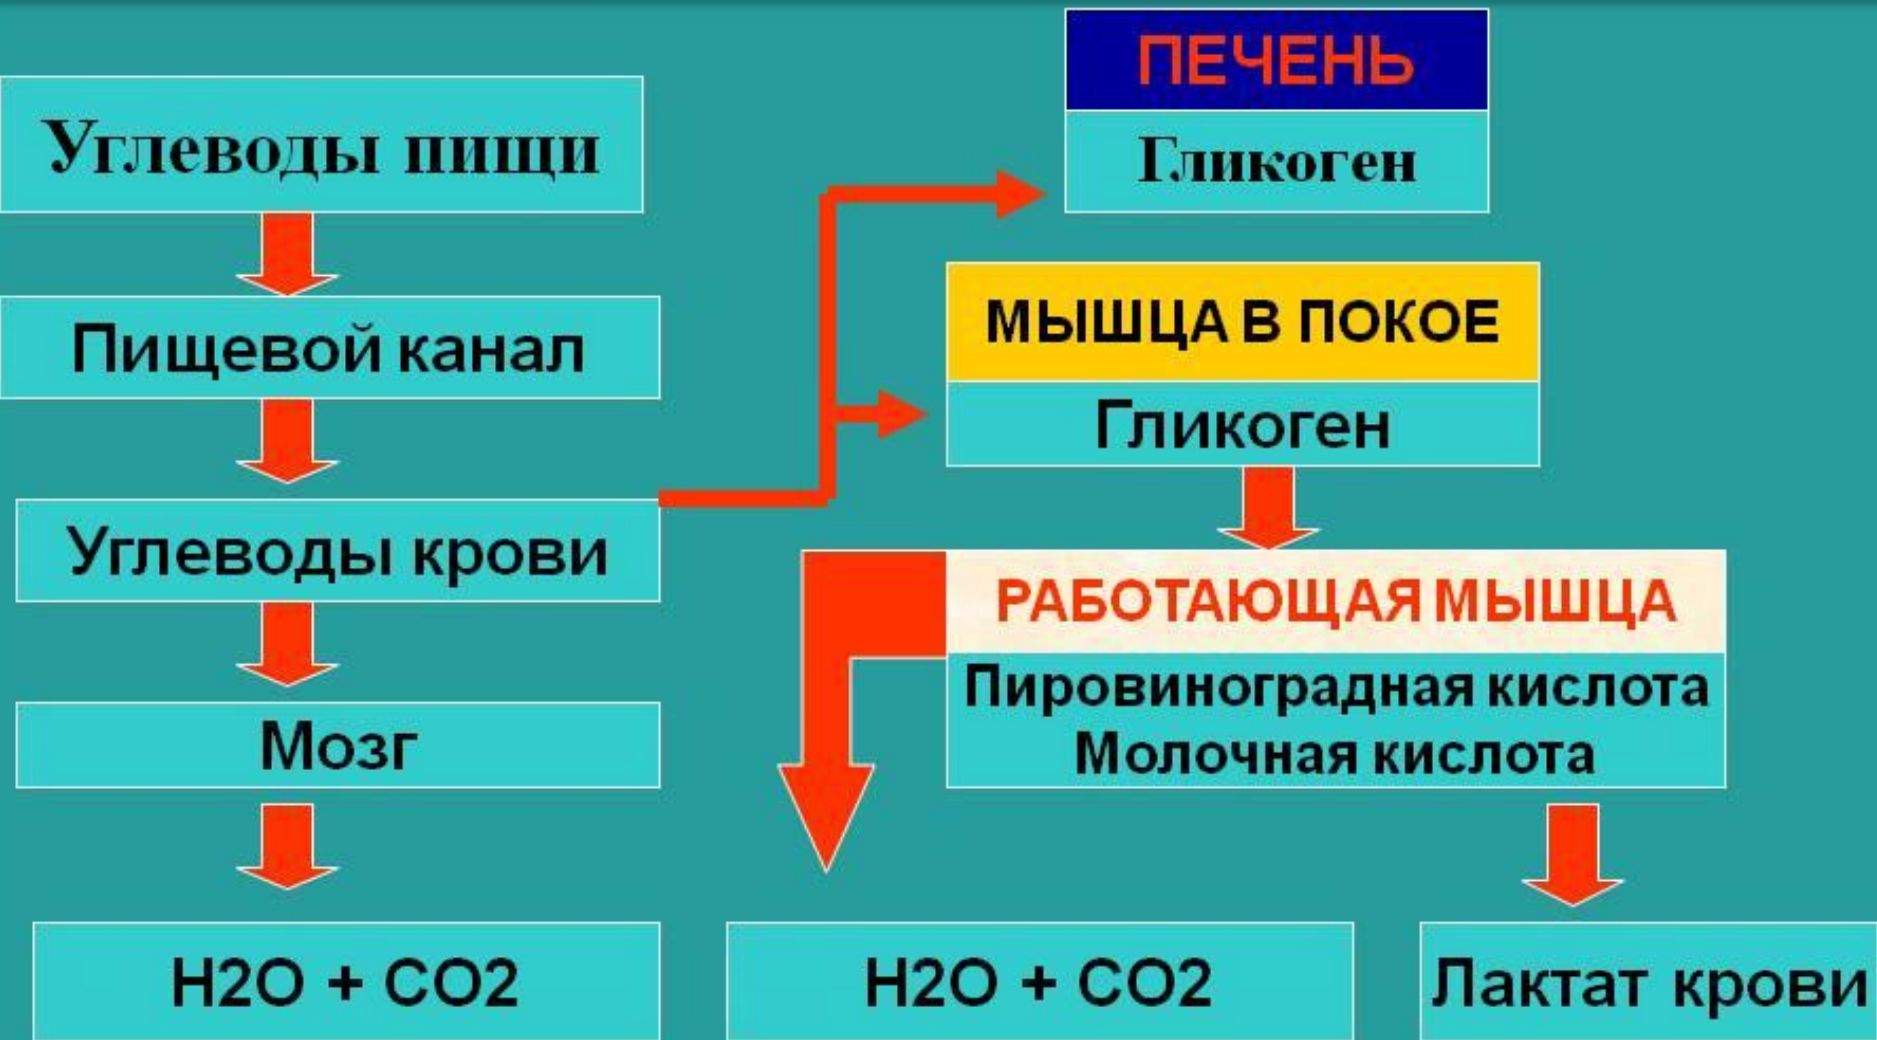 Углеводы пищи
Пищевой канал
Углеводы крови
Мозг
H2O + CO2
ПЕЧЕНЬ
Гликоген
МЫШЦА В ПОКОЕ
Гликоген
РАБОТАЮЩАЯ МЫШЦА
Пировиноградная кислота
Молочная кислота
H2O + CO2
Лактат крови